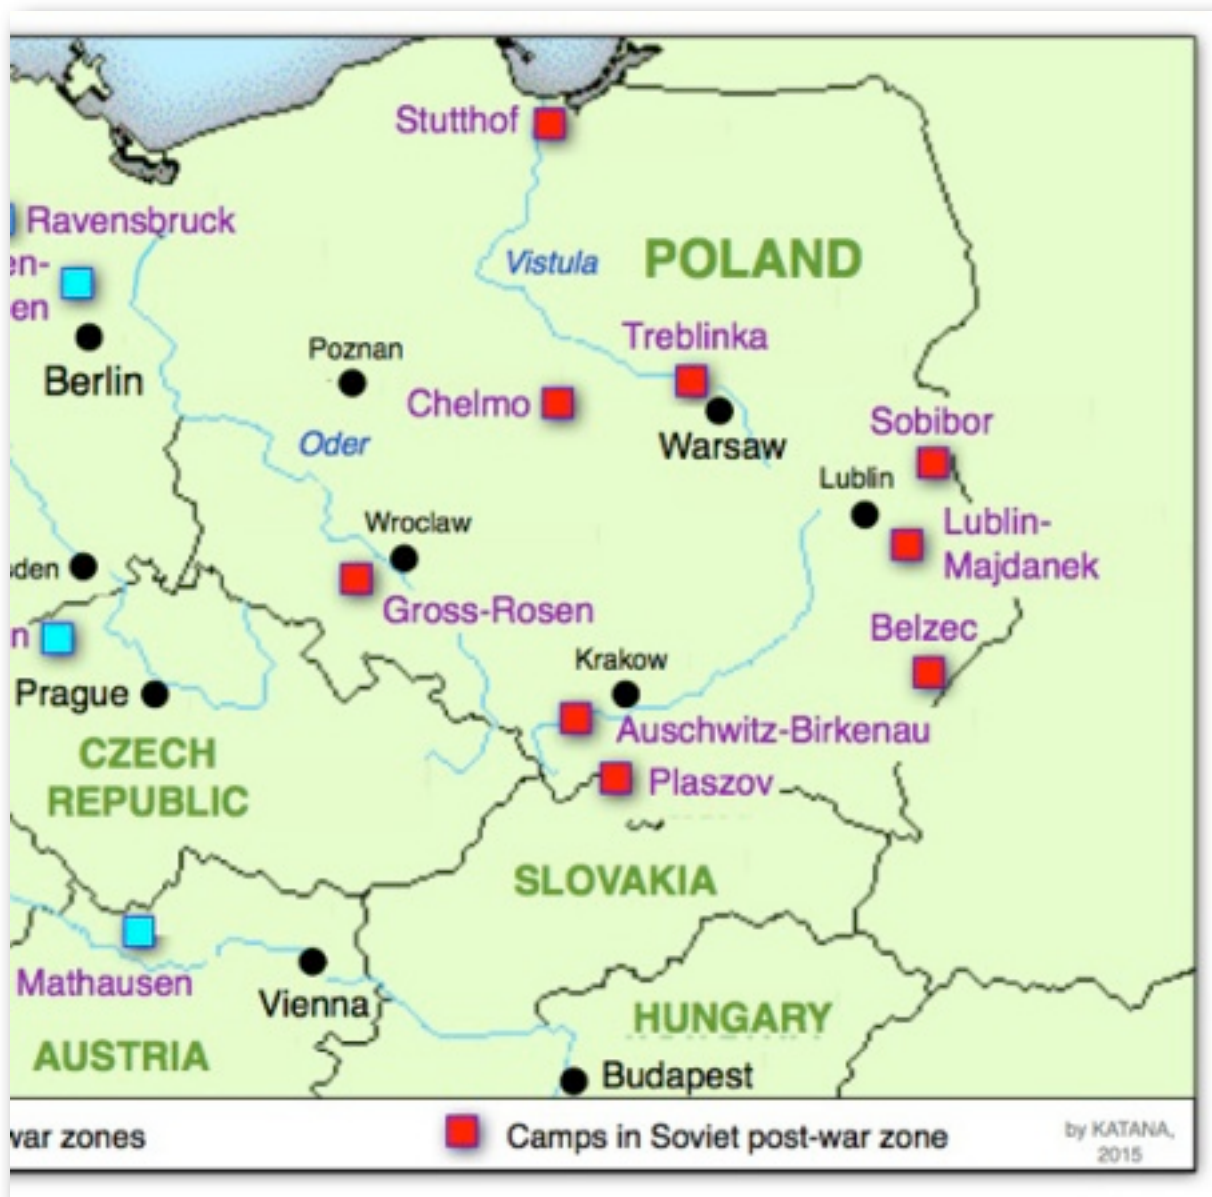 Stutthof
Ravensbruck
en-
en
Vistula
POLAND
Berlin
Poznan
Treblinka
Chelmo
Warsaw
Sobibor
Oder
Lublin
Wroclaw
Lublin-
Majdanek
sden
Gross-Rosen
Belzec
n
Prague
Krakow
Auschwitz-Birkenau
CZECH
REPUBLIC
Plaszov
SLOVAKIA
Mathausen
Vienna
HUNGARY
AUSTRIA
Budapest
war zones
Camps in Soviet post-war zone
by KATANA,
2015